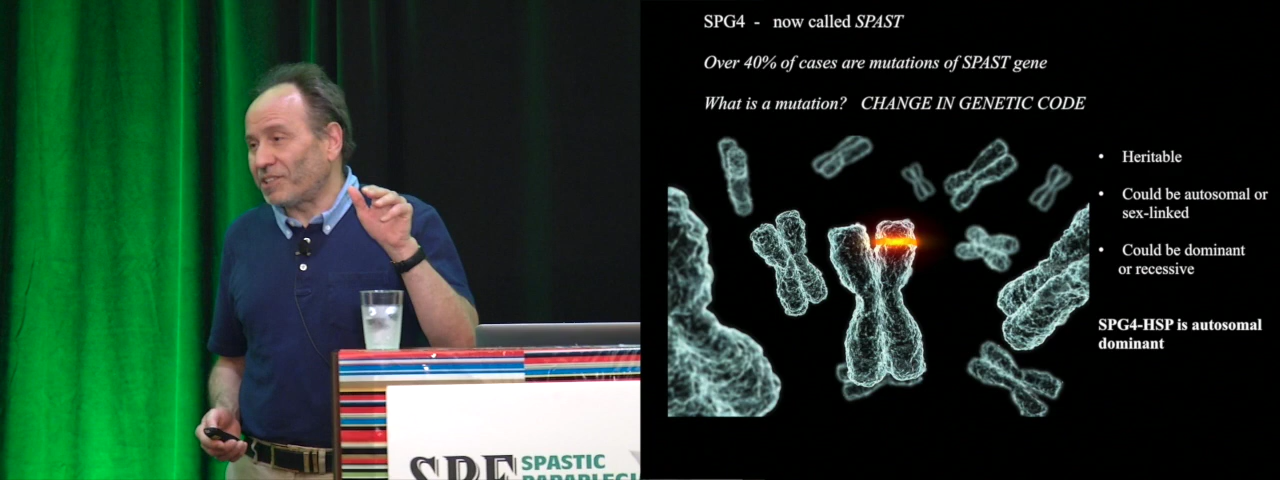 SPG4 - now called SPAST
Over 40% of cases are mutations of SPAST gene
What is a mutation? CHANGE IN GENETIC CODE
• Heritable
• Could be autosomal or
sex-linked
• Could be dominant
or recessive
SPG4-HSP is autosomal
dominant
SPF SPASTIC